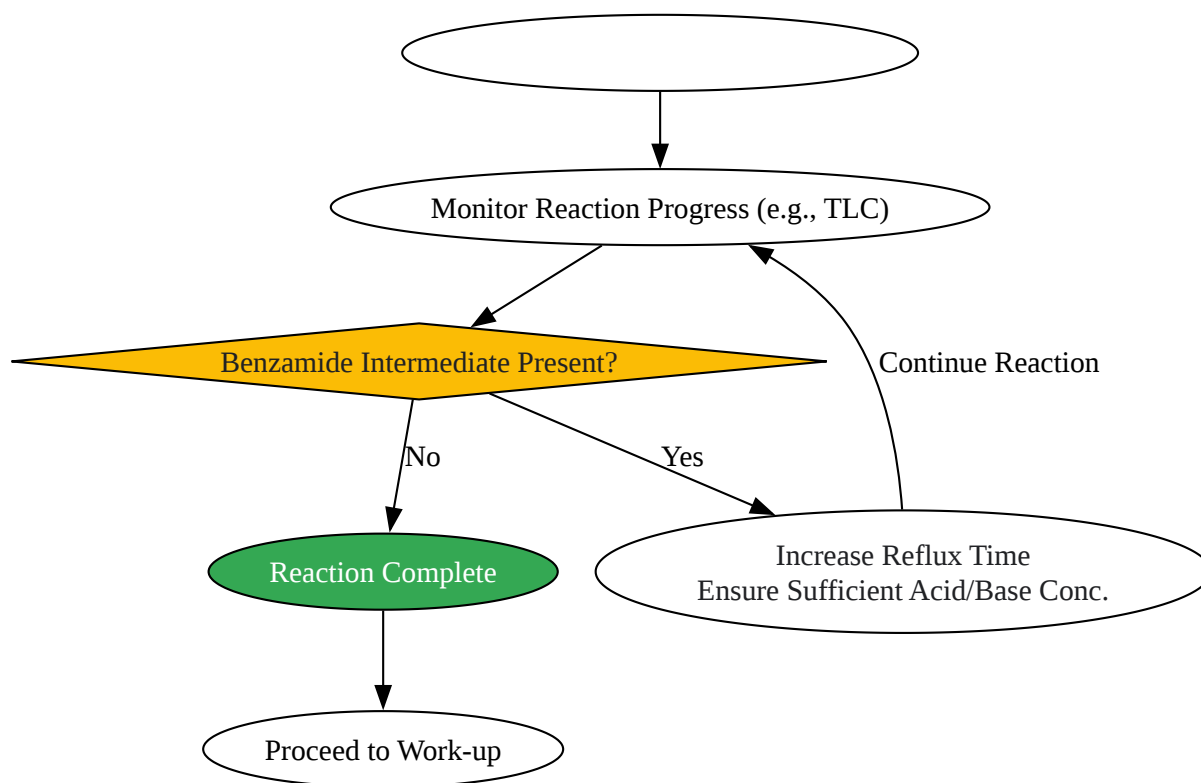 Monitor Reaction Progress (e.g., TLC)
Benzamide Intermediate Present?
Continue Reaction
No
Yes
Reaction Complete
Increase Reflux Time
Ensure Sufficient Acid/Base Conc.
Proceed to Work-up